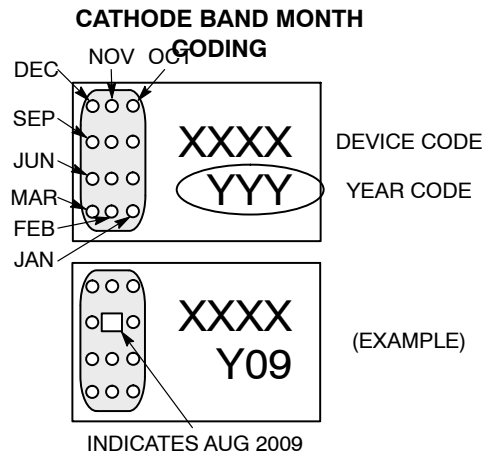 CATHODE BAND MONTH
CODING
DEC NOV OCT
SEP XXXX DEVICE CODE
JUN
MAR YYY YEAR CODE
FEB
JAN
XXXX
(EXAMPLE)
Y09
INDICATES AUG 2009